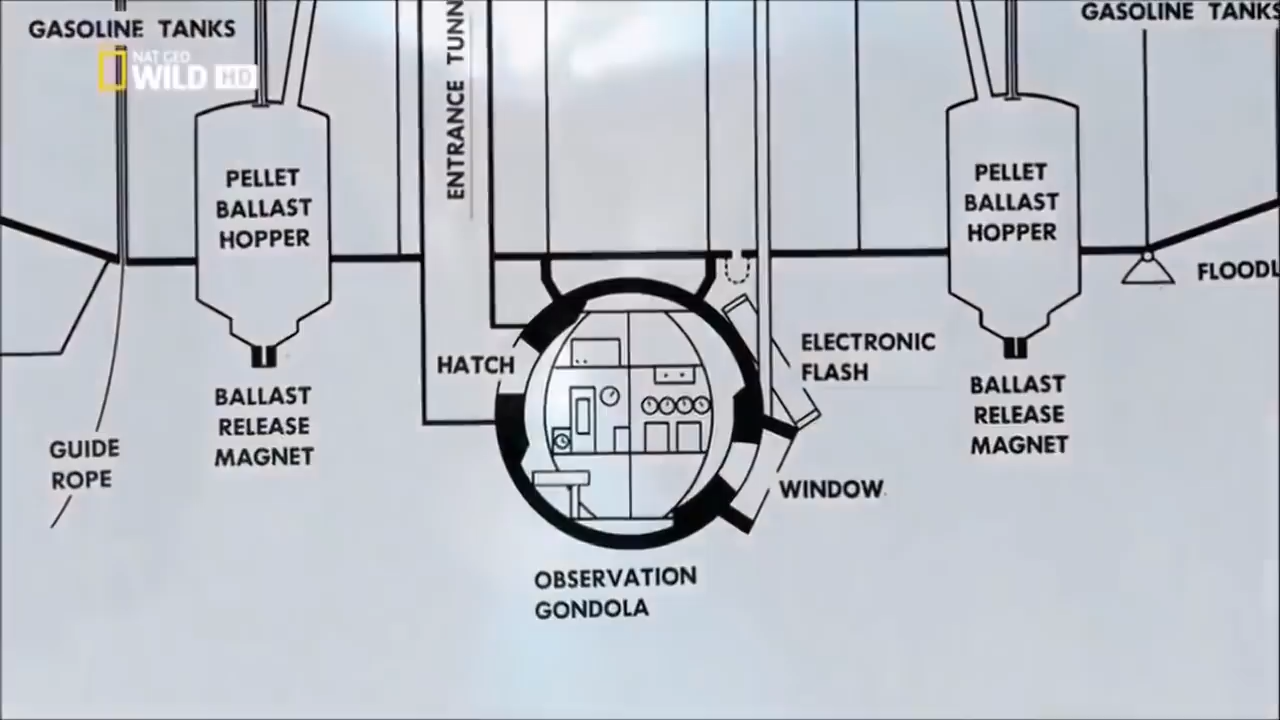 GASOLINE TANKS
NAT GEO
WILD HD
GASOLINE TANKS
ENTRANCE TUNN
PELLET
BALLAST
HOPPER
PELLET
BALLAST
HOPPER
FLOODL
HATCH
ELECTRONIC
FLASH
BALLAST
RELEASE
MAGNET
BALLAST
RELEASE
MAGNET
GUIDE
ROPE
WINDOW
OBSERVATION
GONDOLA